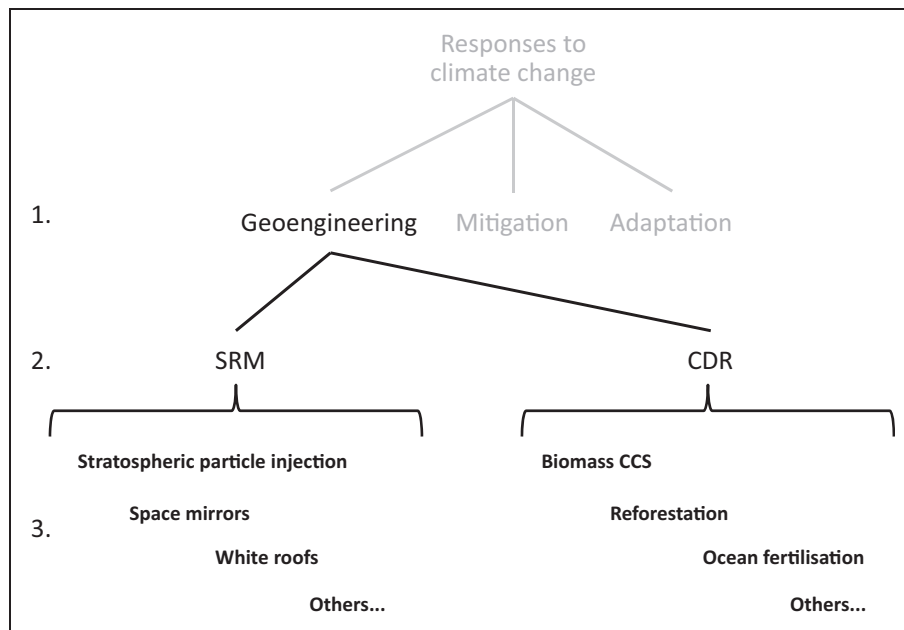 Responses to
climate change
1.
Geoengineering Mitigation Adaptation
2.
SRM CDR
Stratospheric particle injection Biomass CCS
Space mirrors Reforestation
3.
White roofs Ocean fertilisation
Others... Others...